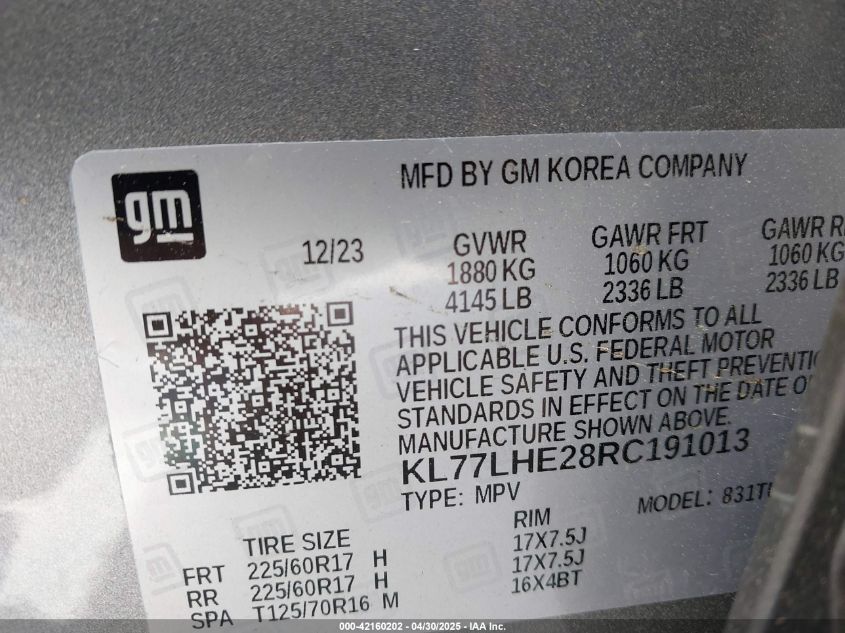 gm
MFD BY GM KOREA COMPANY
12/23
GVWR GAWR FRT GAWR
1880 KG 1060 KG 1060 KG
4145 LB 2336 LB 2336 LB
THIS VEHICLE CONFORMS TO ALL
APPLICABLE U.S. FEDERAL MOTOR
VEHICLE SAFETY AND THEFT
STANDARDS IN EFFECT ON THE DATE
MANUFACTURE SHOWN ABOVE.
KL77LHE28RC191013
TYPE: MPV MODEL:
TIRE SIZE RIM
FRT 225/60R17 H 17X7.5J
RR 225/60R17 H 17X7.5J
SPA T125/70R16 M 16X4BT
000-42160202 - 04/30/2025 - IAA Inc.